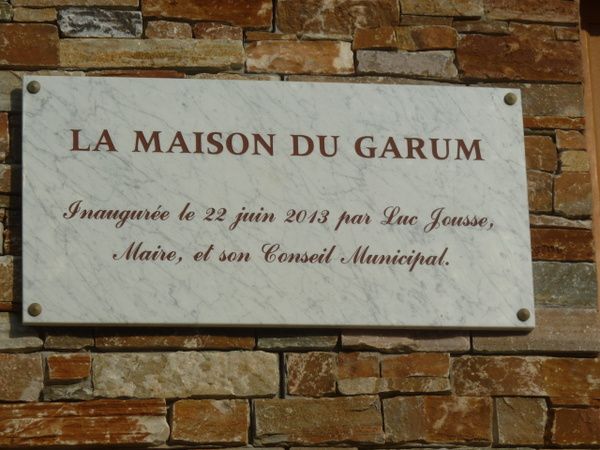 LA MAISON DU GARUM
Inaugurée le 22 juin 2013 par Luc Jousse,
Maire, et son Conseil Municipal.